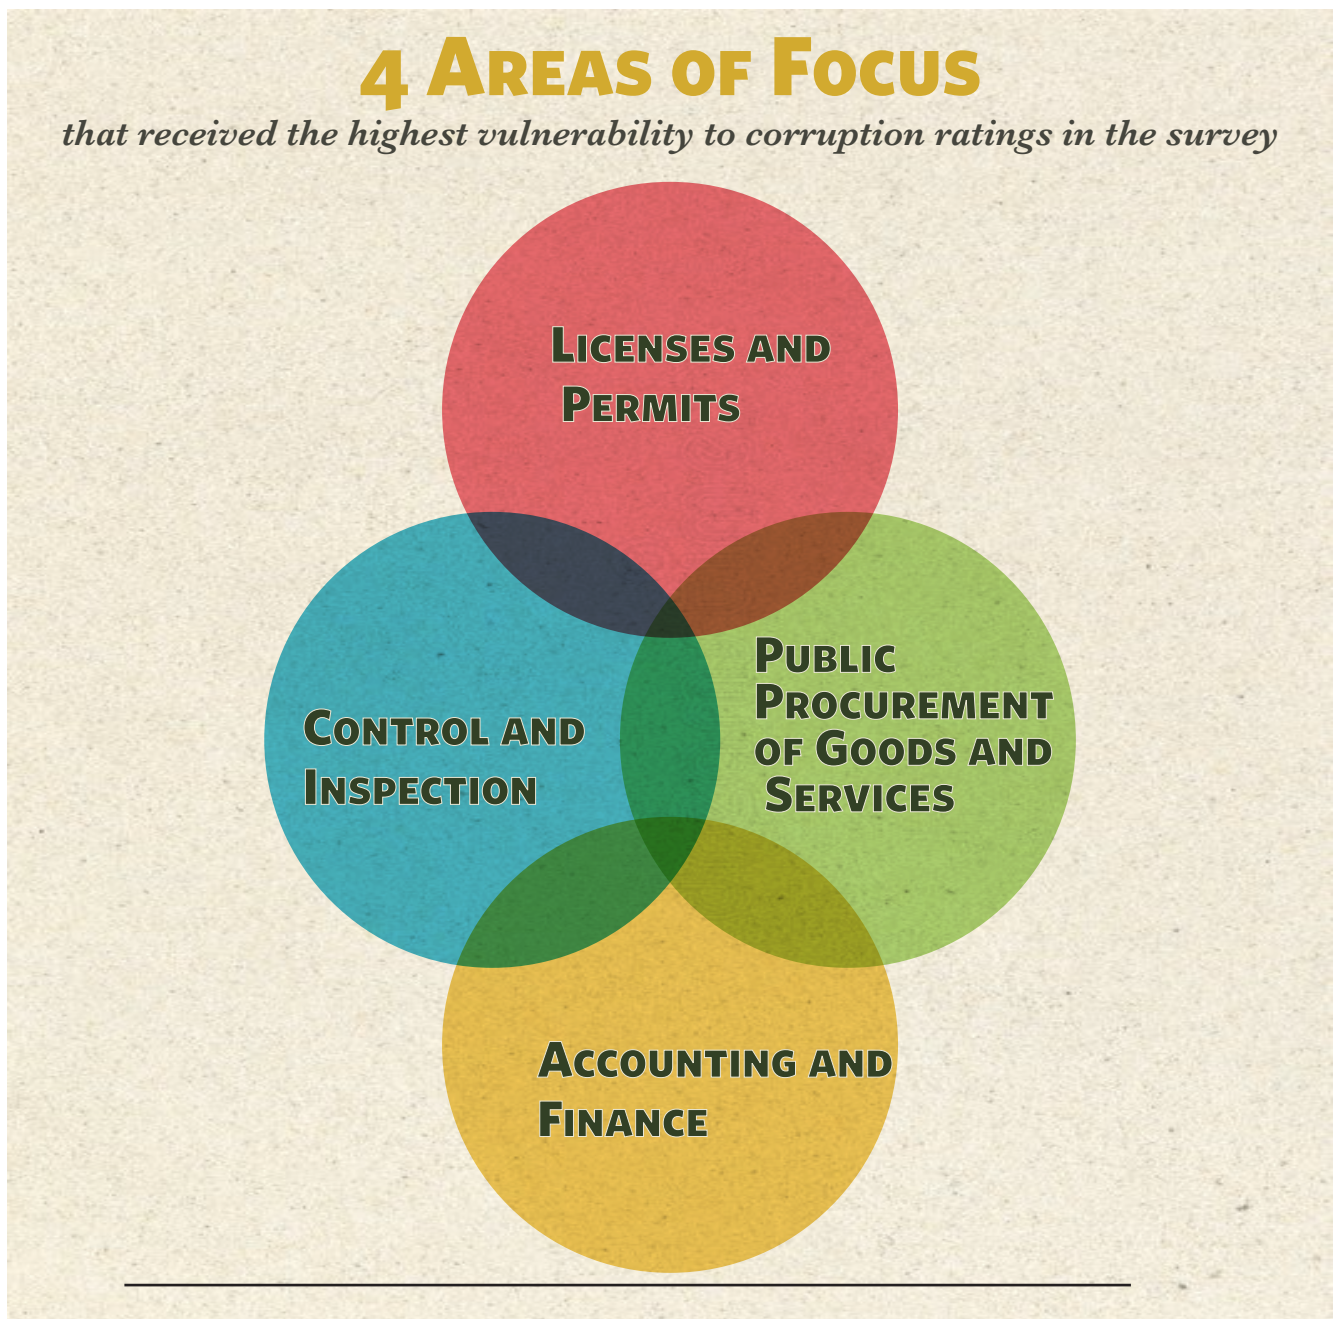 4 Areas of Focus
that received the highest vulnerability to corruption ratings in the survey
Licenses and
Permits
Control and
Inspection
Public
Procurement
of Goods and
Services
Accounting and
Finance